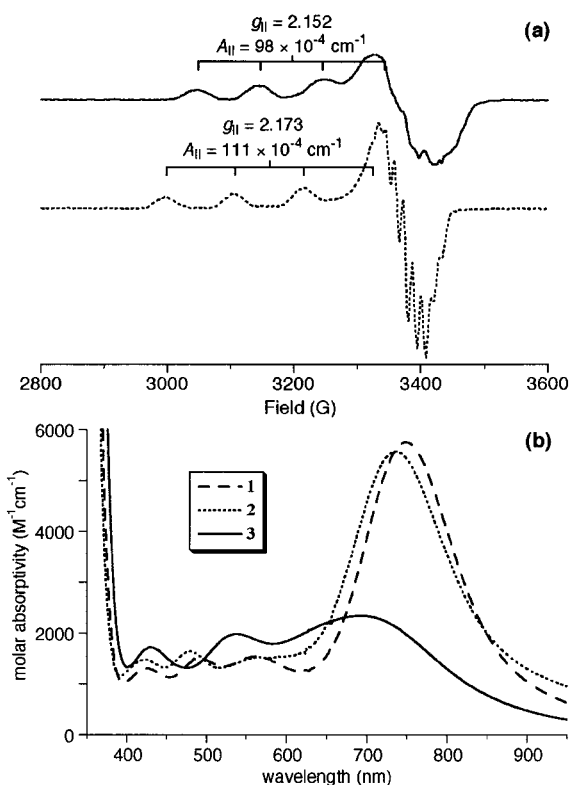 (a)
g|| = 2.152
A|| = 98 × 10⁻⁴ cm⁻¹
g|| = 2.173
A|| = 111 × 10⁻⁴ cm⁻¹
2800 3000 3200 3400 3600
Field (G)
(b)
6000
4000
2000
0
molar absorptivity (M⁻¹cm⁻¹)
1
2
3
400 500 600 700 800 900
wavelength (nm)